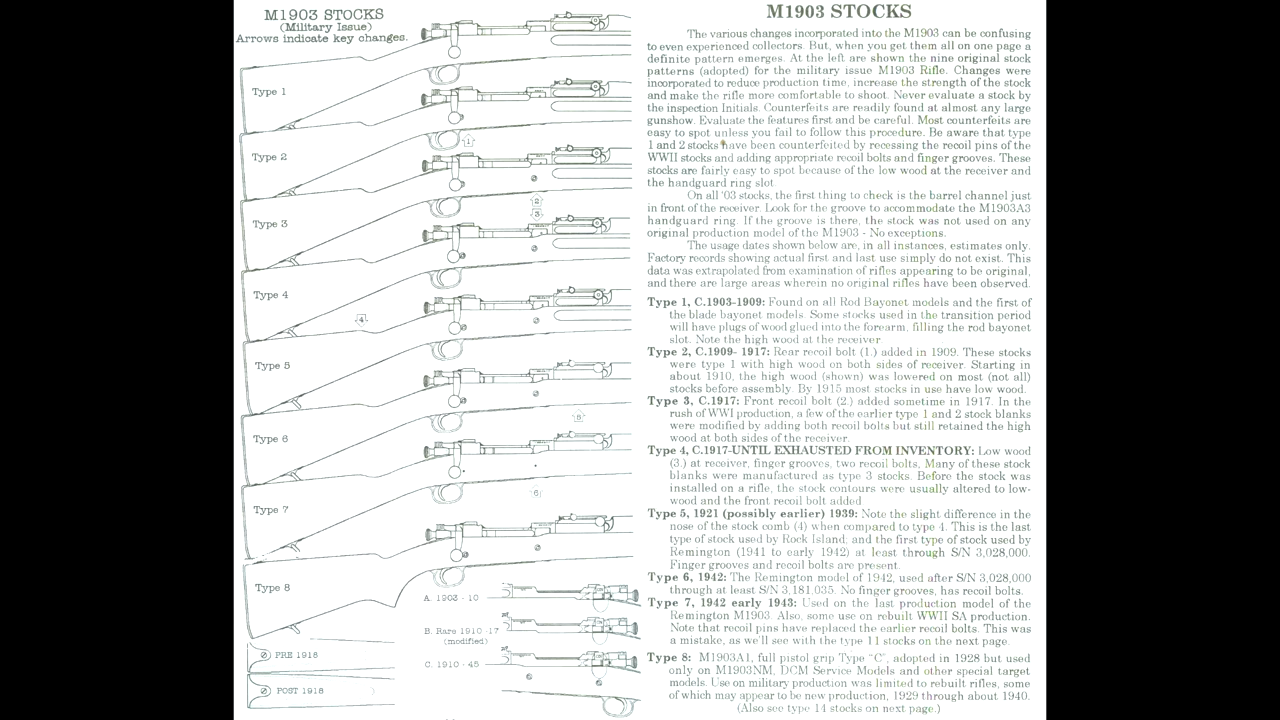 M1903 STOCKS
(Military Issue)
Arrows indicate key changes.
Type 1
Type 2
Type 3
Type 4
Type 5
Type 6
Type 7
Type 8
1
2
3
4
5
6
A. 1903 - 10
B. Rare 1910 -17
(modified)
C. 1910 - 45
PRE 1918
POST 1918
M1903 STOCKS
The various changes incorporated into the M1903 can be confusing
to even experienced collectors. But, when you get them all on one page a
definite pattern emerges. At the left are shown the nine original stock
patterns (adopted) for the military issue M1903 Rifle. Changes were
incorporated to reduce production time, increase the strength of the stock
and make the rifle more comfortable to shoot. Never evaluate a stock by
the inspection Initials. Counterfeits are readily found at almost any large
gunshow. Evaluate the features first and be careful. Most counterfeits are
easy to spot unless you fail to follow this procedure. Be aware that type
1 and 2 stocks have been counterfeited by recessing the recoil pins of the
WWII stocks and adding appropriate recoil bolts and finger grooves. These
stocks are fairly easy to spot because of the low wood at the receiver and
the handguard ring slot.
On all '03 stocks, the first thing to check is the barrel channel just
in front of the receiver. Look for the groove to accommodate the M1903A3
handguard ring. If the groove is there, the stock was not used on any
original production model of the M1903 - No exceptions.
The usage dates shown below are, in all instances, estimates only.
Factory records showing actual first and last use simply do not exist. This
data was extrapolated from examination of rifles appearing to be original,
and there are large areas wherein no original rifles have been observed.
Type 1, C.1903-1909: Found on all Rod Bayonet models and the first of
the blade bayonet models. Some stocks used in the transition period
will have plugs of wood glued into the forearm, filling the rod bayonet
slot. Note the high wood at the receiver
Type 2, C.1909- 1917: Rear recoil bolt (1.) added in 1909. These stocks
were type 1 with high wood on both sides of receiver. Starting in
about 1910, the high wood (shown) was lowered on most (not all)
stocks before assembly. By 1915 most stocks in use have low wood.
Type 3, C.1917: Front recoil bolt (2.) added sometime in 1917. In the
rush of WWI production, a few of the earlier type 1 and 2 stock blanks
were modified by adding both recoil bolts but still retained the high
wood at both sides of the receiver.
Type 4, C.1917-UNTIL EXHAUSTED FROM INVENTORY: Low wood
(3.) at receiver, finger grooves, two recoil bolts, Many of these stock
blanks were manufactured as type 3 stocks. Before the stock was
installed on a rifle, the stock contours were usually altered to low-
wood and the front recoil bolt added
Type 5, 1921 (possibly earlier) 1939: Note the slight difference in the
nose of the stock comb (4) when compared to type 4. This is the last
type of stock used by Rock Island, and the first type of stock used by
Remington (1941 to early 1942) at least through S/N 3,028,000.
Finger grooves and recoil bolts are present.
Type 6, 1942: The Remington model of 1942, used after S/N 3,028,000
through at least S/N 3,181,035. No finger grooves, has recoil bolts.
Type 7, 1942 early 1943: Used on the last production model of the
Remington M1903. Also, some use on rebuilt WWII SA production.
Note that recoil pins have replaced the earlier recoil bolts. This was
a mistake, as we'll see with the type 11 stocks on the next page.
Type 8: M1903A1, full pistol grip Type "C", adopted in 1928 but used
only on M1903NM, DCM Service Models and other special target
models. Use on military production was limited to rebuilt rifles, some
of which may appear to be new production, 1929 through about 1940.
(Also see type 14 stocks on next page.)